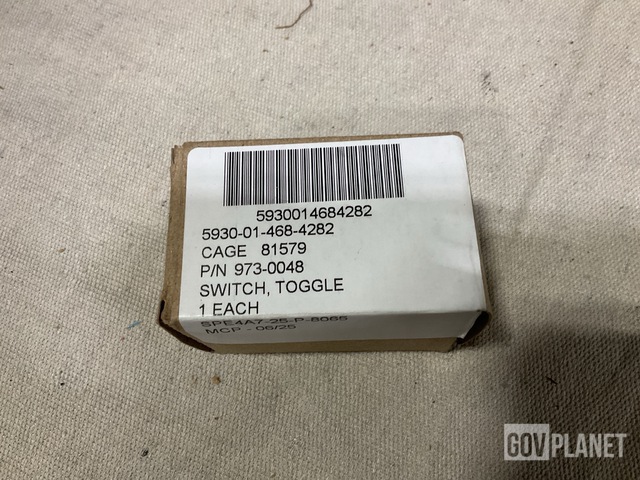 5930014684282
5930-01-468-4282
CAGE 81579
P/N 973-0048
SWITCH, TOGGLE
1 EACH
SPE4A7-25-P-8065
MCP - 06/25
GOVPLANET